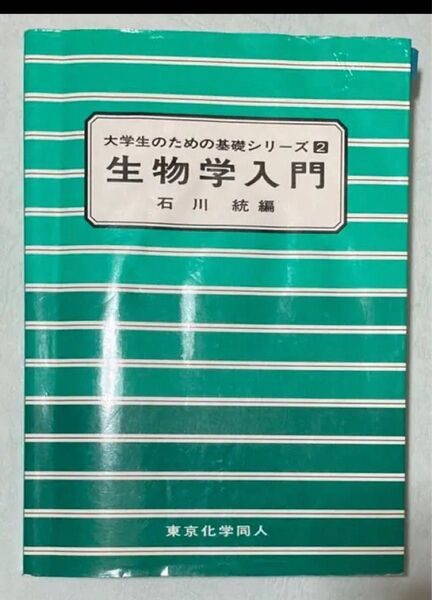 大学生のための基礎シリーズ2
生物学入門
石川 統編
東京化学同人